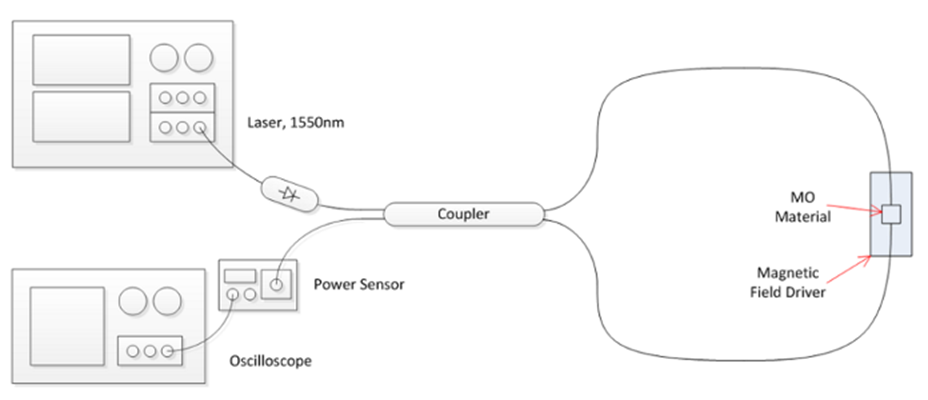 Laser, 1550nm
Coupler
MO
Material
Magnetic
Field Driver
Power Sensor
Oscilloscope